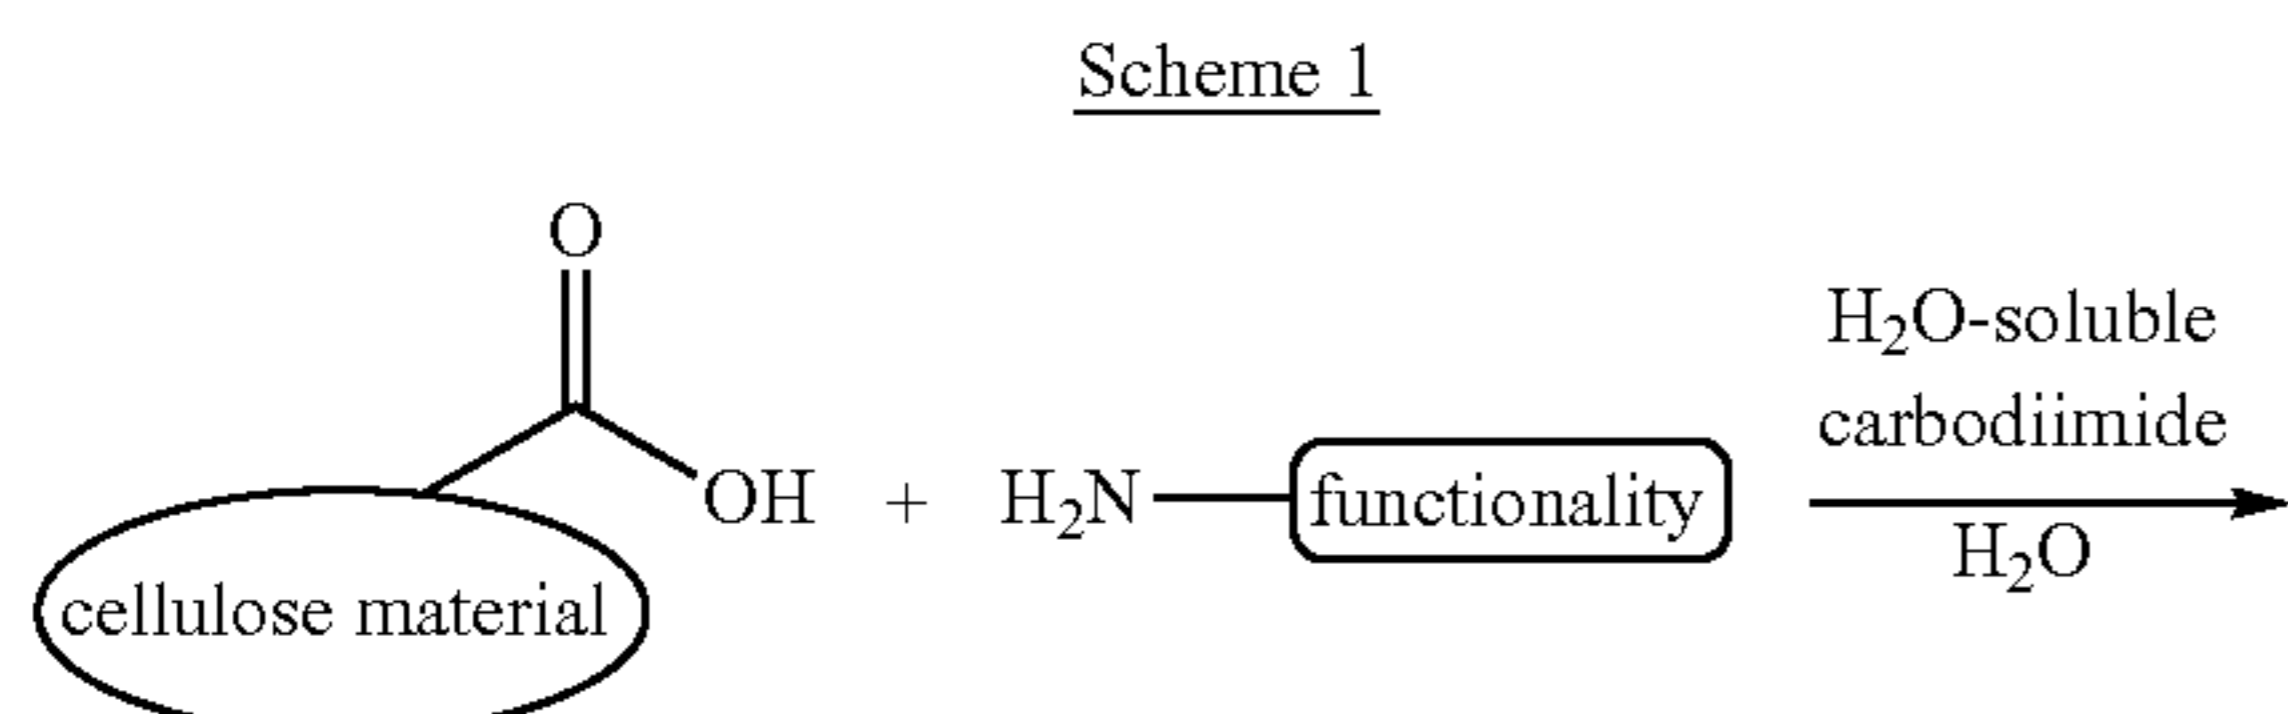 Scheme 1
O
OH + H₂N functionality
H₂O-soluble
carbodiimide
H₂O
cellulose material